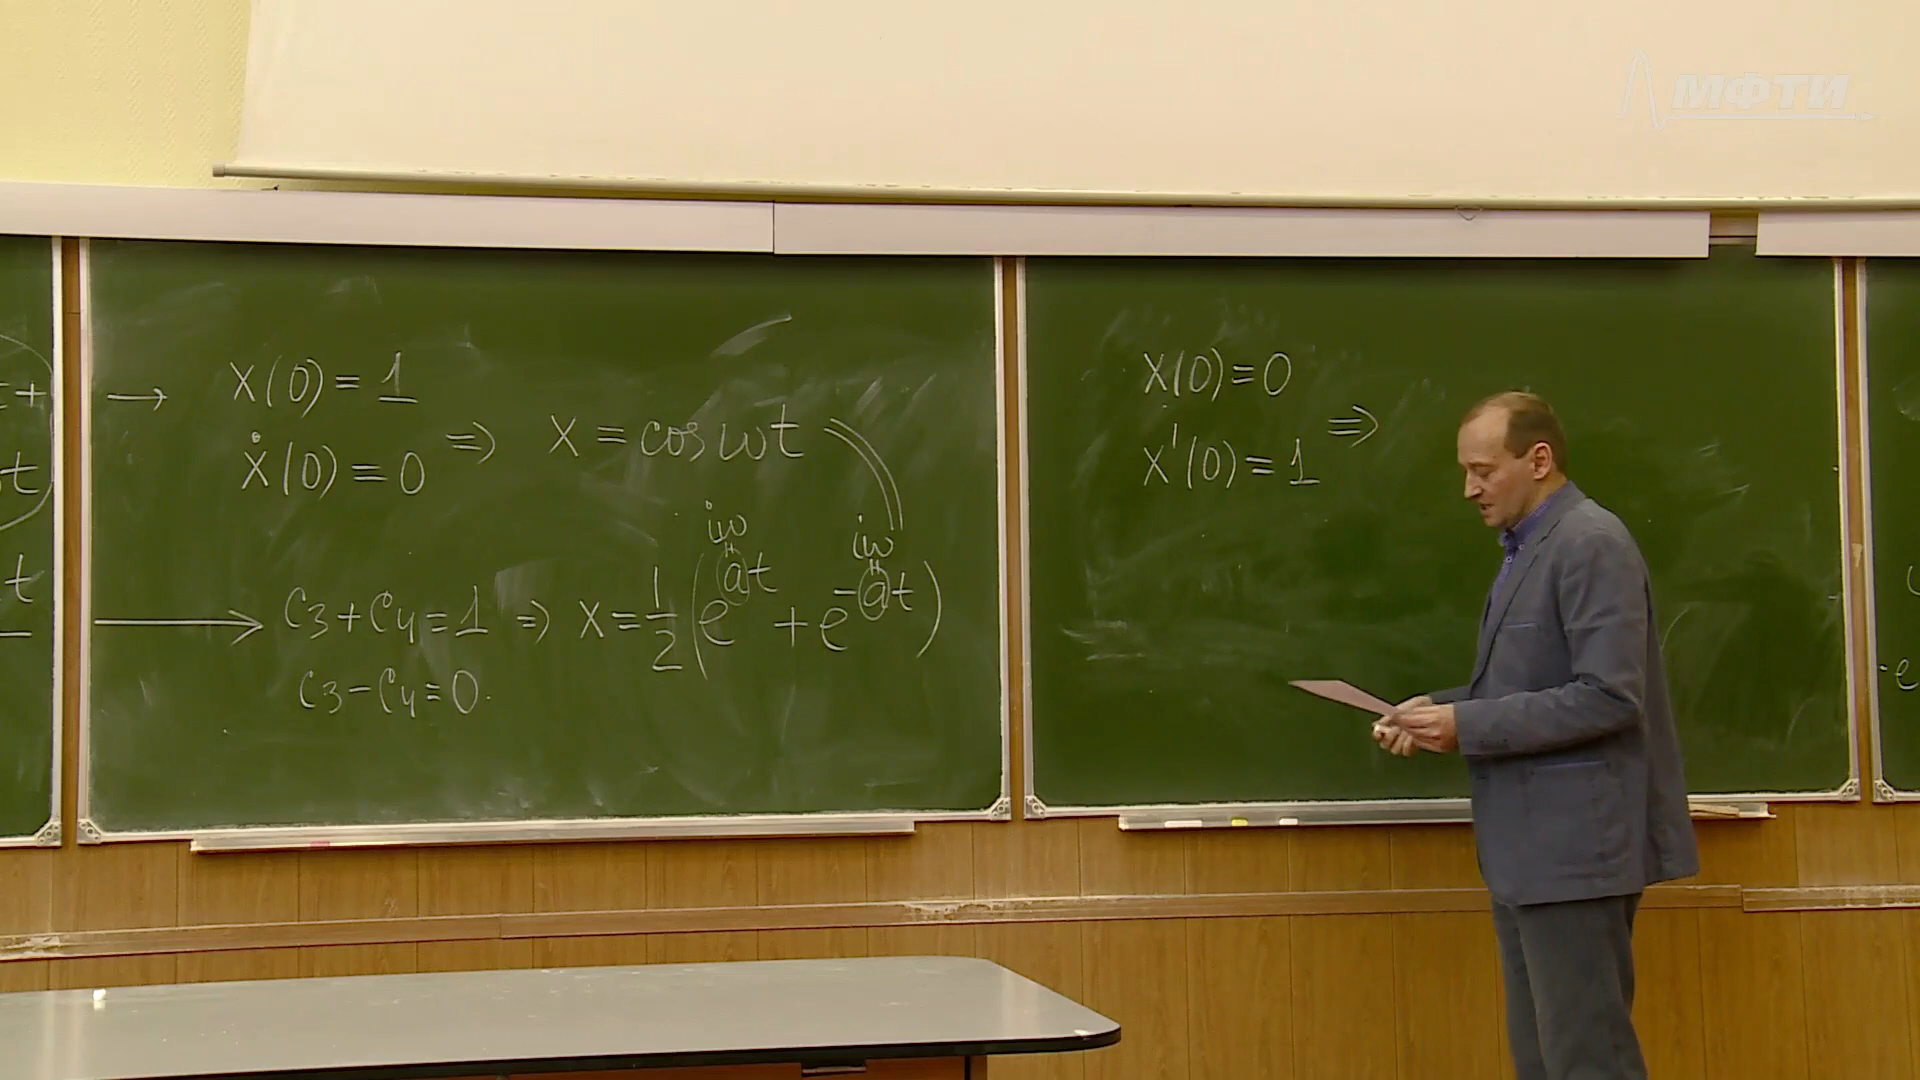 МФТИ
t +
t)
t
→ x(0) = 1
ẋ(0) = 0 ⇒ x = cos ωt
iω iω
→ C₃ + C₄ = 1 ⇒ x = 1/2 (e^{at} + e^{-at})
C₃ - C₄ = 0.
x(0) = 0
x'(0) = 1 ⇒
-e